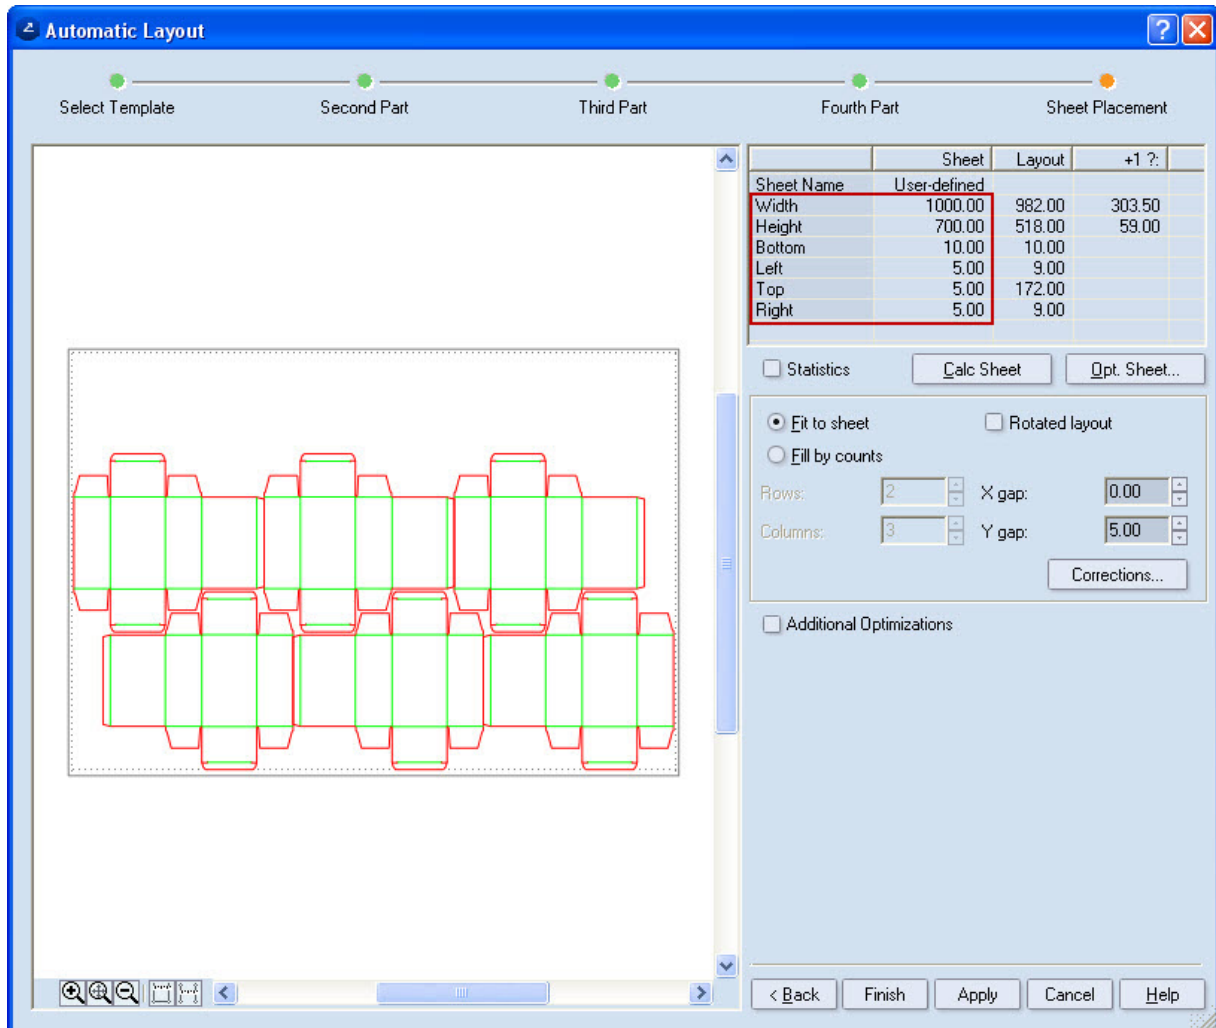 Automatic Layout
Select Template Second Part Third Part Fourth Part Sheet Placement
Sheet Layout +1 ?:
Sheet Name User-defined
Width 1000.00 982.00 303.50
Height 700.00 518.00 59.00
Bottom 10.00 10.00
Left 5.00 9.00
Top 5.00 172.00
Right 5.00 9.00
Statistics Calc Sheet Opt. Sheet...
Fit to sheet Rotated layout
Fill by counts
Rows: 2 X gap: 0.00
Columns: 3 Y gap: 5.00
Corrections...
Additional Optimizations
< Back Finish Apply Cancel Help